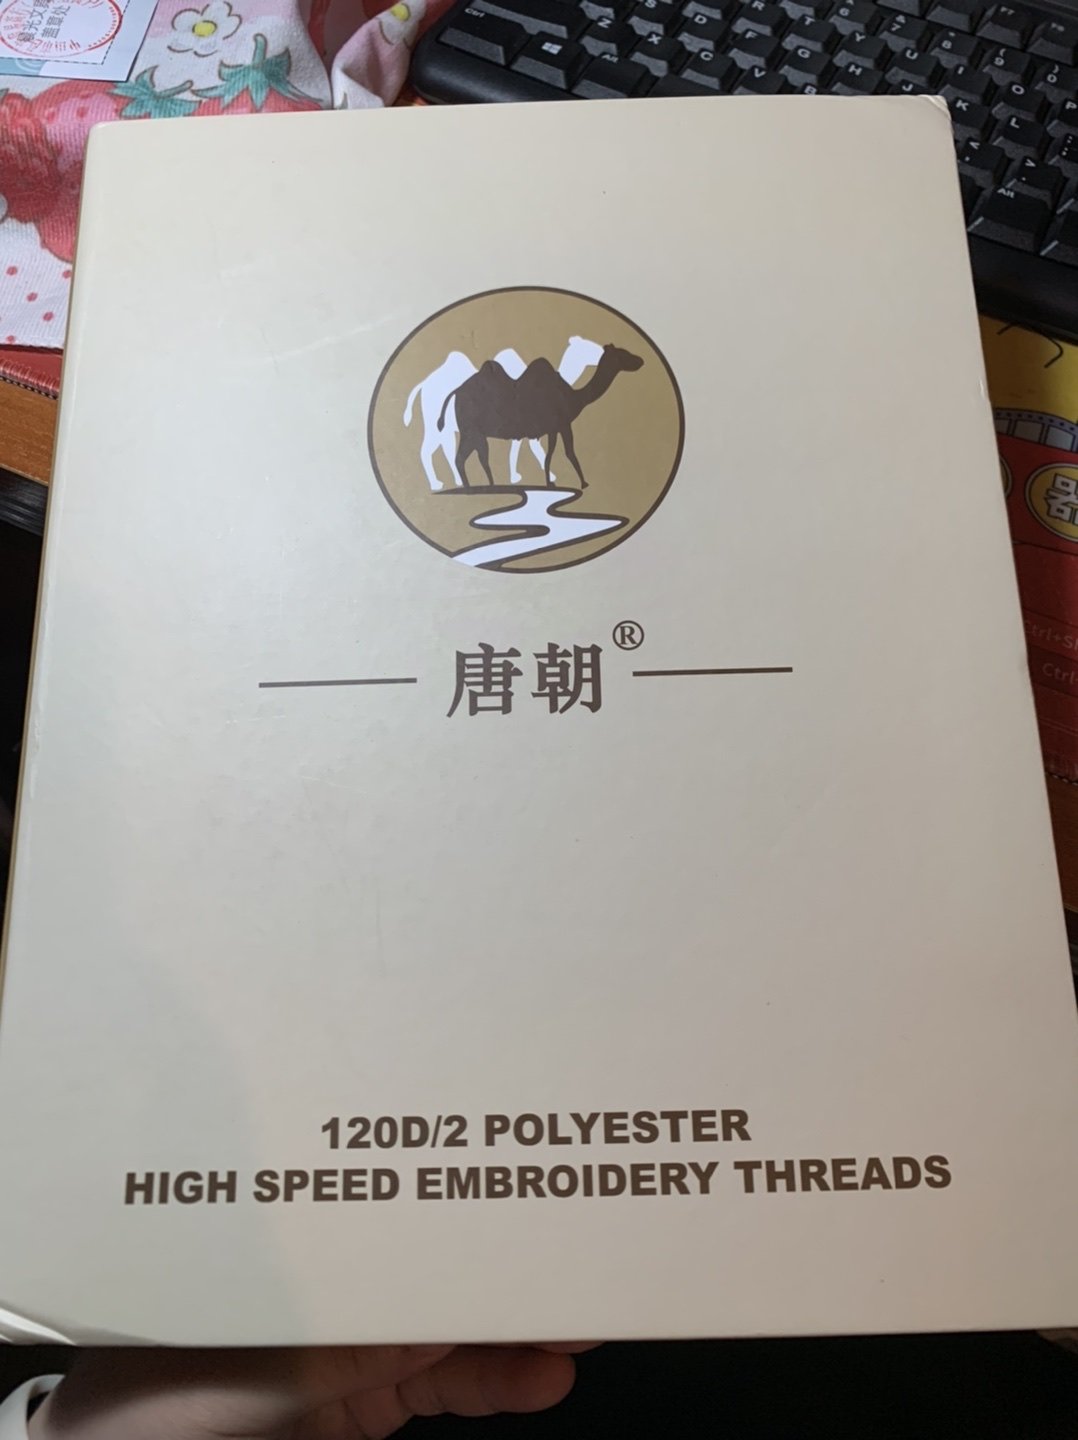 唐朝®
120D/2 POLYESTER
HIGH SPEED EMBROIDERY THREADS